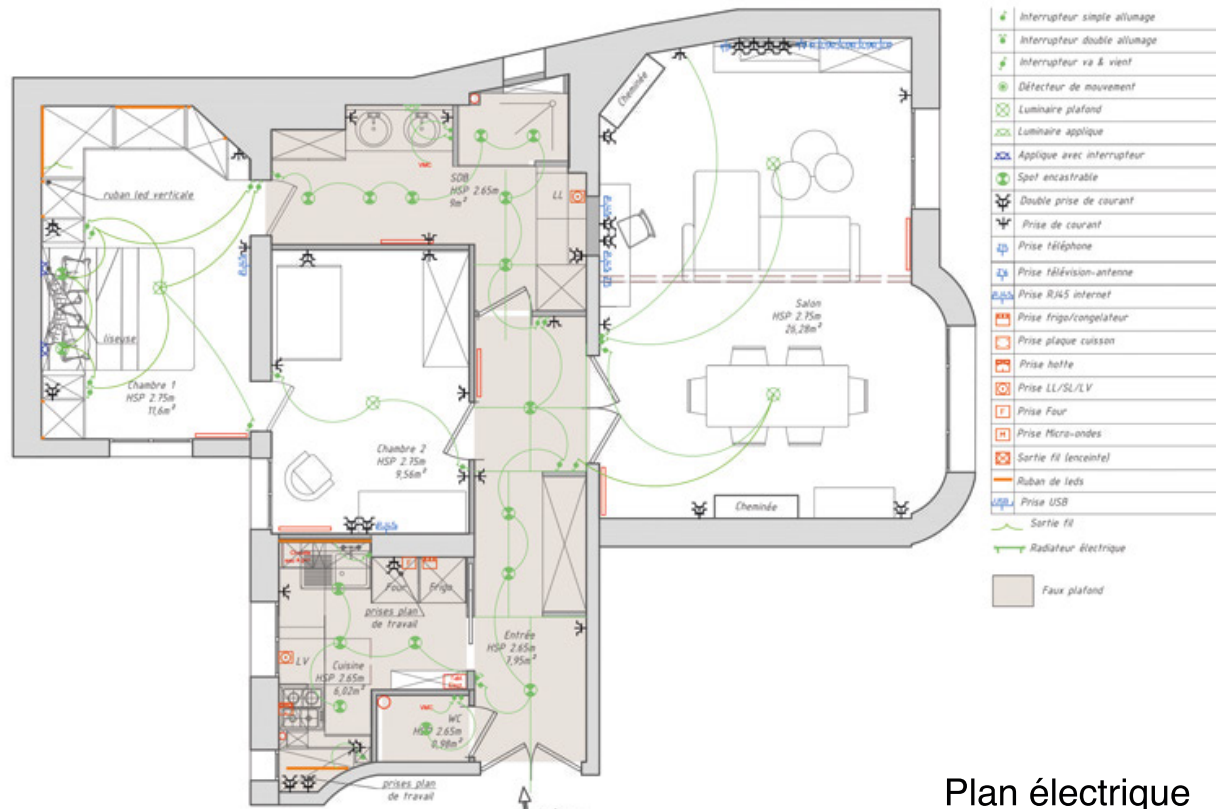 Cheminée
ruban led verticale
SDB
HSP 2.65m
9m²
VMC
LL
liseuse
Chambre 1
HSP 2.75m
11,6m²
Salon
HSP 2.75m
26,28m²
Chambre 2
HSP 2.75m
9,56m²
Cheminée
Four
Frigo
prises plan
de travail
LV
Cuisine
HSP 2.65m
6,02m²
Entrée
HSP 2.65m
7,95m²
VMC
WC
HSP 2.65m
0,98m²
prises plan
de travail
Interrupteur simple allumage
Interrupteur double allumage
Interrupteur va & vient
Détecteur de mouvement
Luminaire plafond
Luminaire applique
Applique avec interrupteur
Spot encastrable
Double prise de courant
Prise de courant
Prise téléphone
Prise télévision-antenne
RJ45 Prise RJ45 internet
Prise frigo/congelateur
Prise plaque cuisson
Prise hotte
Prise LL/SL/LV
F Prise Four
M Prise Micro-ondes
Sortie fil (enceinte)
Ruban de leds
USB Prise USB
Sortie fil
Radiateur électrique
Faux plafond
Plan électrique